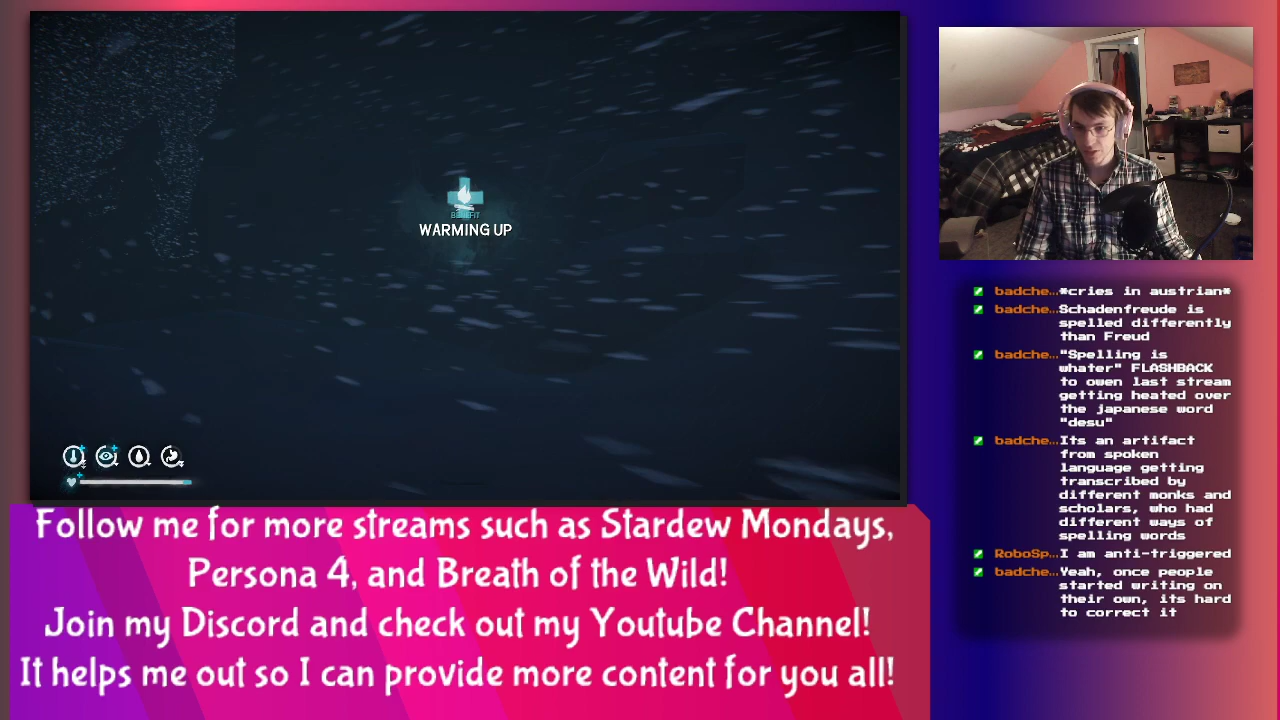 BENEFIT
WARMING UP
Follow me for more streams such as Stardew Mondays,
Persona 4, and Breath of the Wild!
Join my Discord and check out my Youtube Channel!
It helps me out so I can provide more content for you all!
badche… *cries in austrian*
badche… Schadenfreude is
spelled differently
than Freud
badche… "Spelling is
whater" FLASHBACK
to owen last stream
getting heated over
the japanese word
"desu"
badche… Its an artifact
from spoken
language getting
transcribed by
different monks and
scholars, who had
different ways of
spelling words
RoboSp… I am anti-triggered
badche… Yeah, once people
started writing on
their own, its hard
to correct it